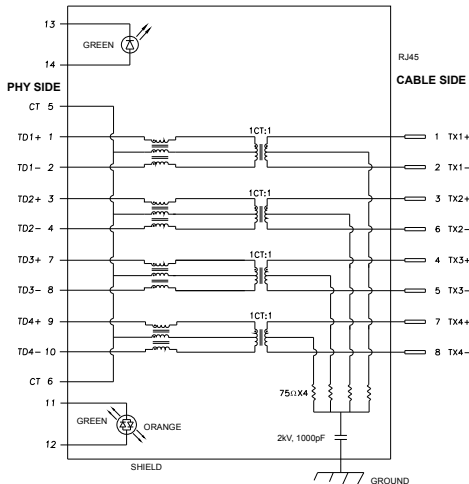 13
GREEN
14
RJ45
PHY SIDE
CABLE SIDE
CT 5
1CT:1
TD1+ 1
1 TX1+
TD1- 2
2 TX1-
1CT:1
TD2+ 3
3 TX2+
TD2- 4
6 TX2-
1CT:1
TD3+ 7
4 TX3+
TD3- 8
5 TX3-
1CT:1
TD4+ 9
7 TX4+
TD4- 10
8 TX4-
CT 6
75ΩX4
11
GREEN
ORANGE
12
2kV, 1000pF
SHIELD
GROUND